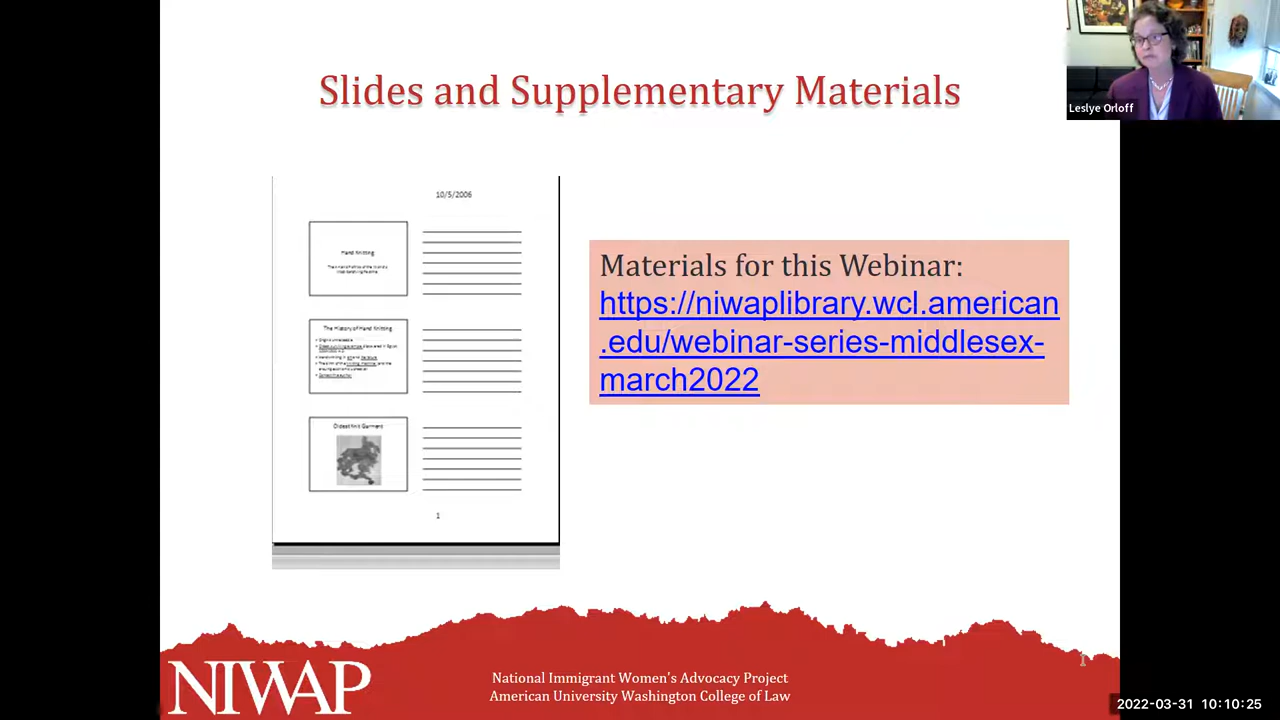 Slides and Supplementary Materials
Leslye Orloff
10/5/2006
Hand Knitting
The History of Hand Knitting
Oldest Knit Garment
1
Materials for this Webinar:
https://niwaplibrary.wcl.american
.edu/webinar-series-middlesex-
march2022
NIWAP
National Immigrant Women's Advocacy Project
American University Washington College of Law
1
2022-03-31 10:10:25